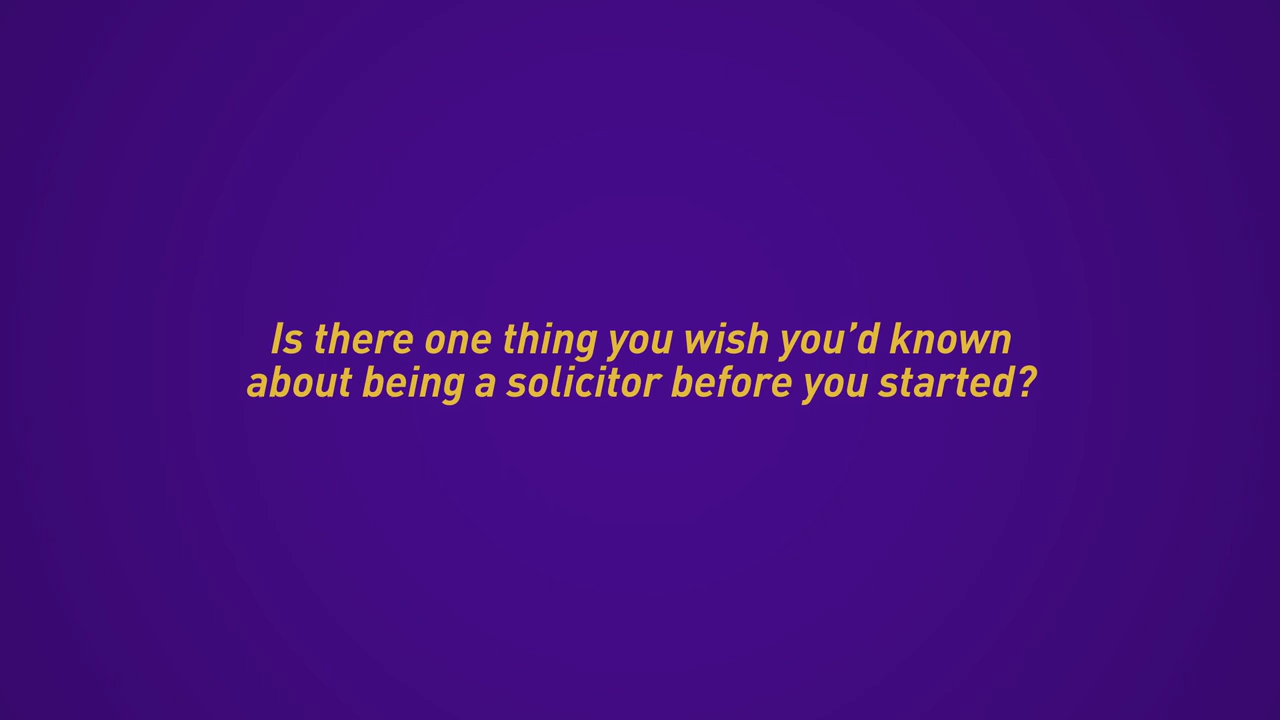 Is there one thing you wish you’d known
about being a solicitor before you started?